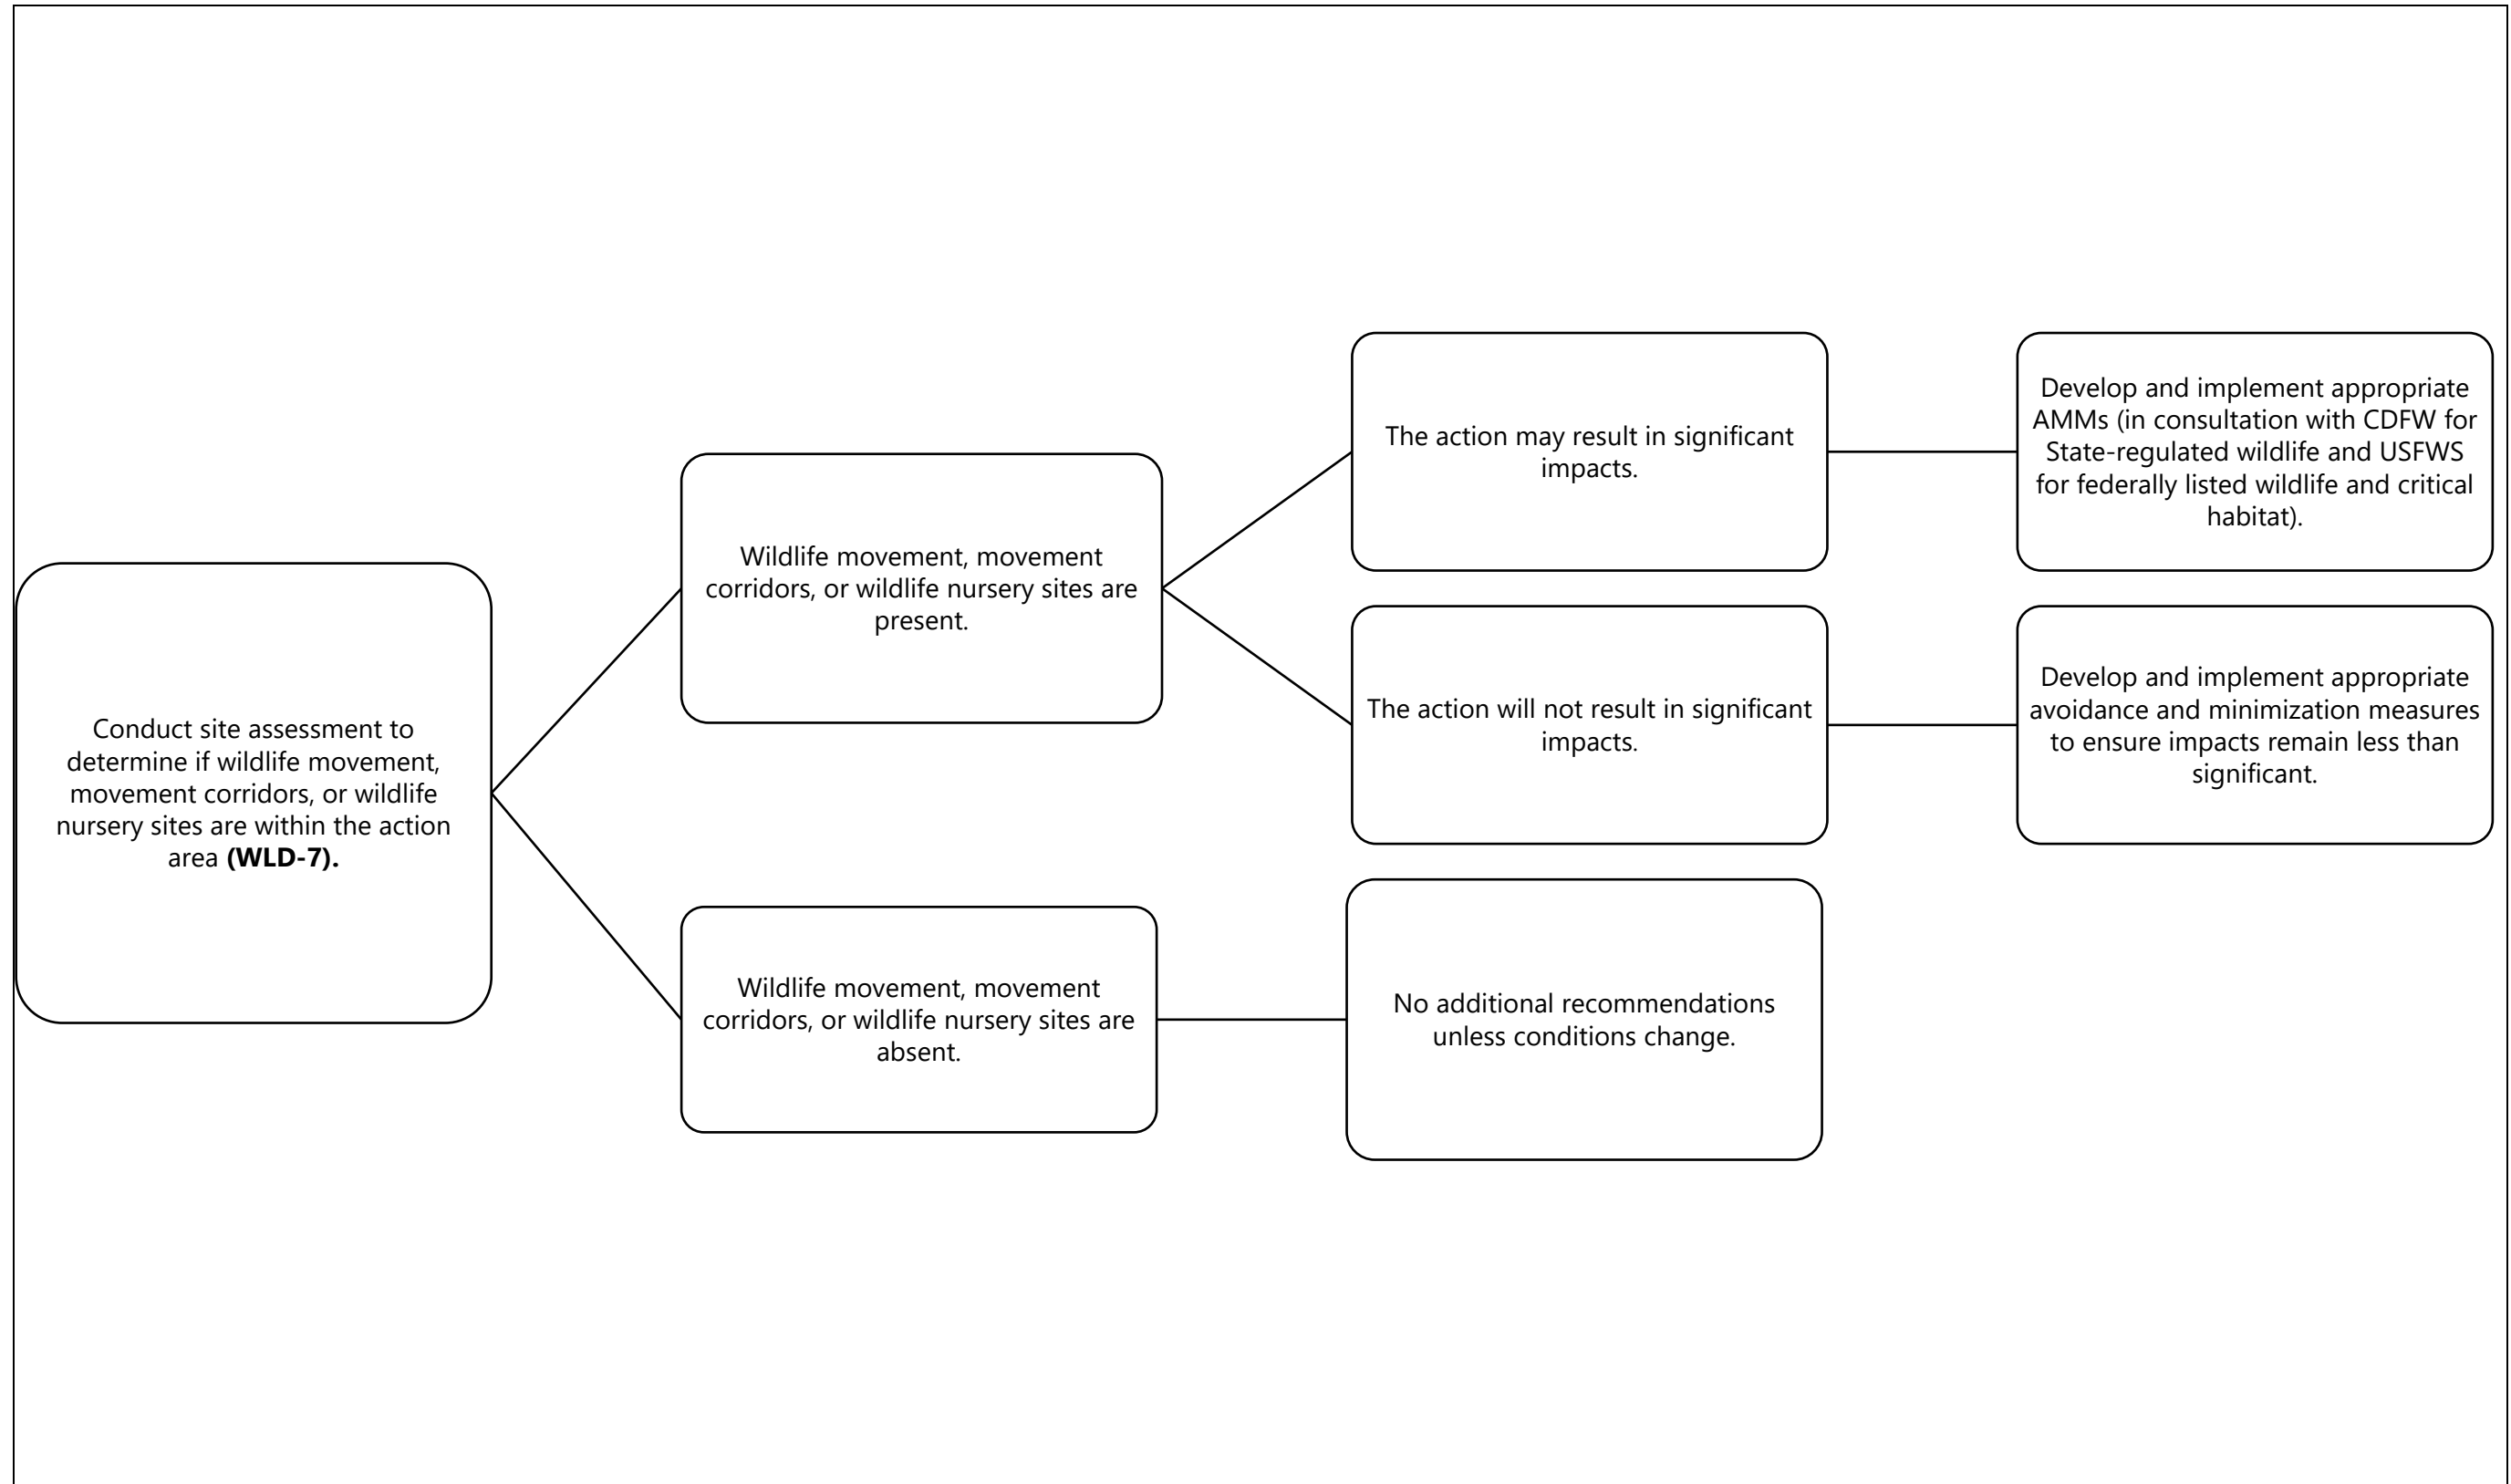 Conduct site assessment to
determine if wildlife movement,
movement corridors, or wildlife
nursery sites are within the action
area (WLD-7).
Wildlife movement, movement
corridors, or wildlife nursery sites are
present.
The action may result in significant
impacts.
Develop and implement appropriate
AMMs (in consultation with CDFW for
State-regulated wildlife and USFWS
for federally listed wildlife and critical
habitat).
The action will not result in significant
impacts.
Develop and implement appropriate
avoidance and minimization measures
to ensure impacts remain less than
significant.
Wildlife movement, movement
corridors, or wildlife nursery sites are
absent.
No additional recommendations
unless conditions change.